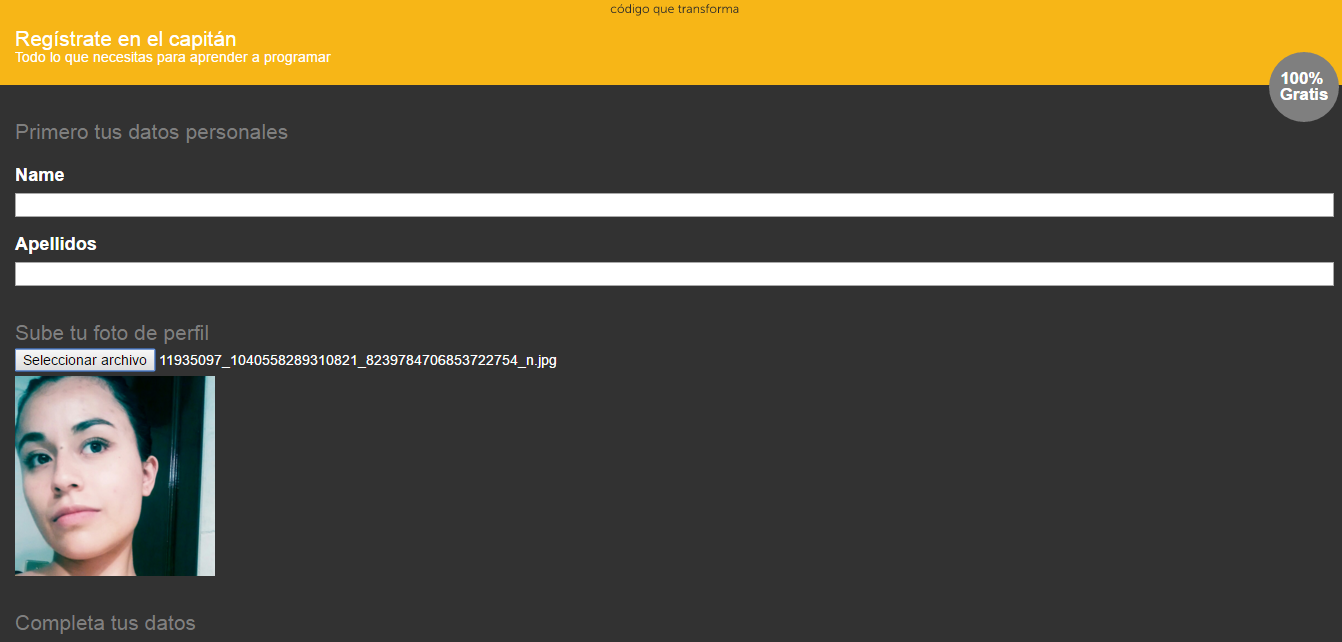 código que transforma
Regístrate en el capitán
Todo lo que necesitas para aprender a programar
100%
Gratis
Primero tus datos personales
Name
Apellidos
Sube tu foto de perfil
Seleccionar archivo 11935097_1040558289310821_8239784706853722754_n.jpg
Completa tus datos